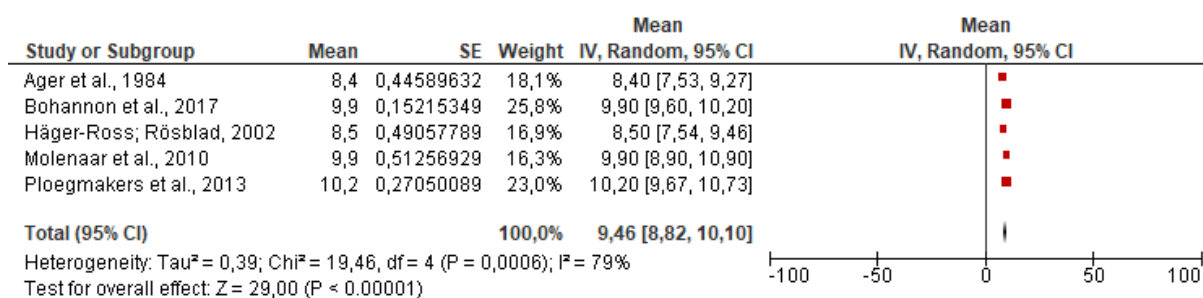 Mean Mean
Study or Subgroup Mean SE Weight IV, Random, 95% CI IV, Random, 95% CI
Ager et al., 1984 8,4 0,44589632 18,1% 8,40 [7,53, 9,27]
Bohannon et al., 2017 9,9 0,15215349 25,8% 9,90 [9,60, 10,20]
Häger-Ross; Rösblad, 2002 8,5 0,49057789 16,9% 8,50 [7,54, 9,46]
Molenaar et al., 2010 9,9 0,51256929 16,3% 9,90 [8,90, 10,90]
Ploegmakers et al., 2013 10,2 0,27050089 23,0% 10,20 [9,67, 10,73]
Total (95% CI) 100,0% 9,46 [8,82, 10,10]
Heterogeneity: Tau² = 0,39; Chi² = 19,46, df = 4 (P = 0,0006); I² = 79%
Test for overall effect: Z = 29,00 (P < 0.00001)
-100 -50 0 50 100